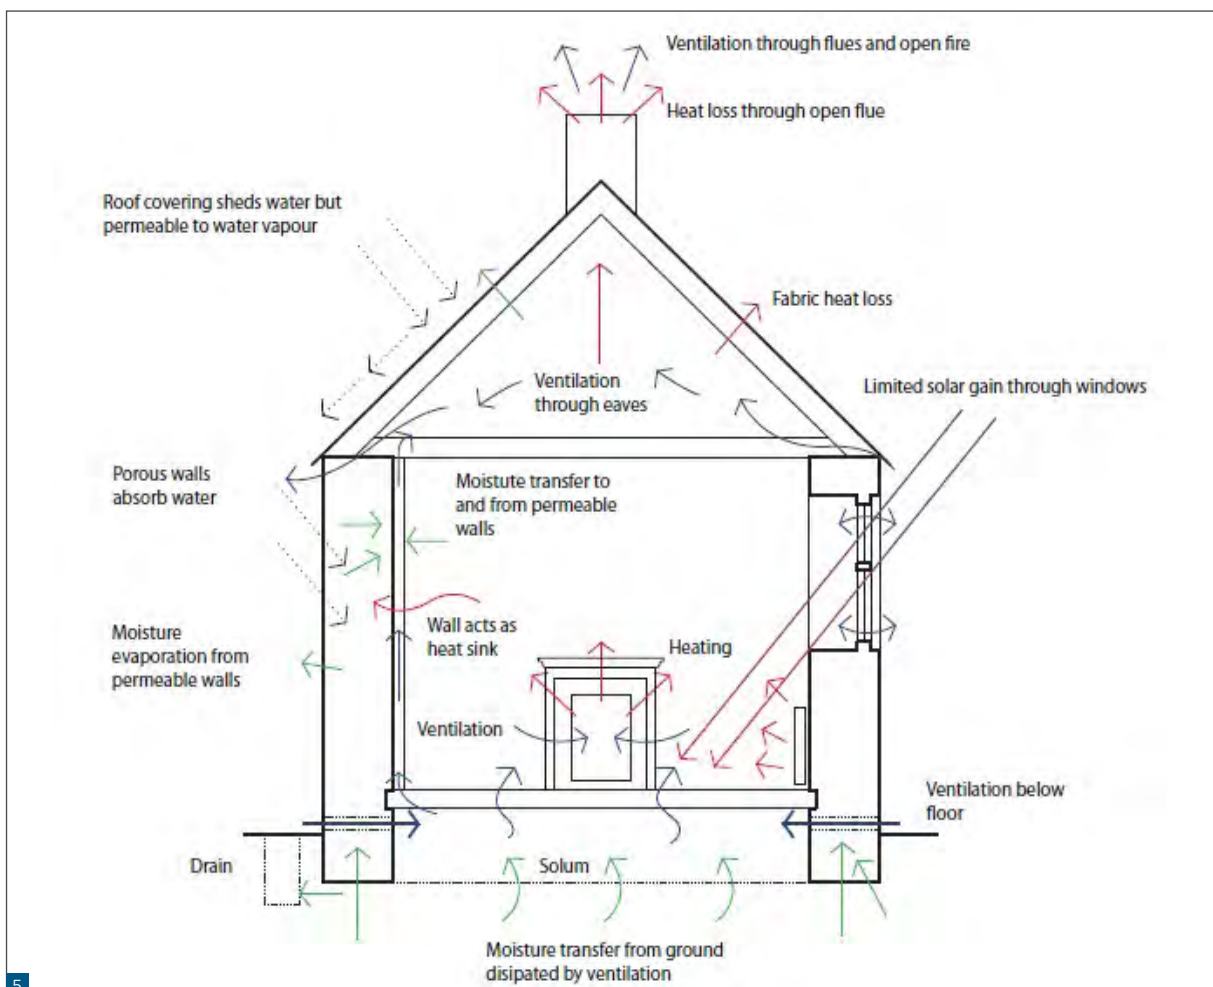 Ventilation through flues and open fire
Heat loss through open flue
Roof covering sheds water but
permeable to water vapour
Fabric heat loss
Ventilation
through eaves
Limited solar gain through windows
Porous walls
absorb water
Moistute transfer to
and from permeable
walls
Moisture
evaporation from
permeable walls
Wall acts as
heat sink
Heating
Ventilation
Ventilation below
floor
Drain
Solum
Moisture transfer from ground
disipated by ventilation
5